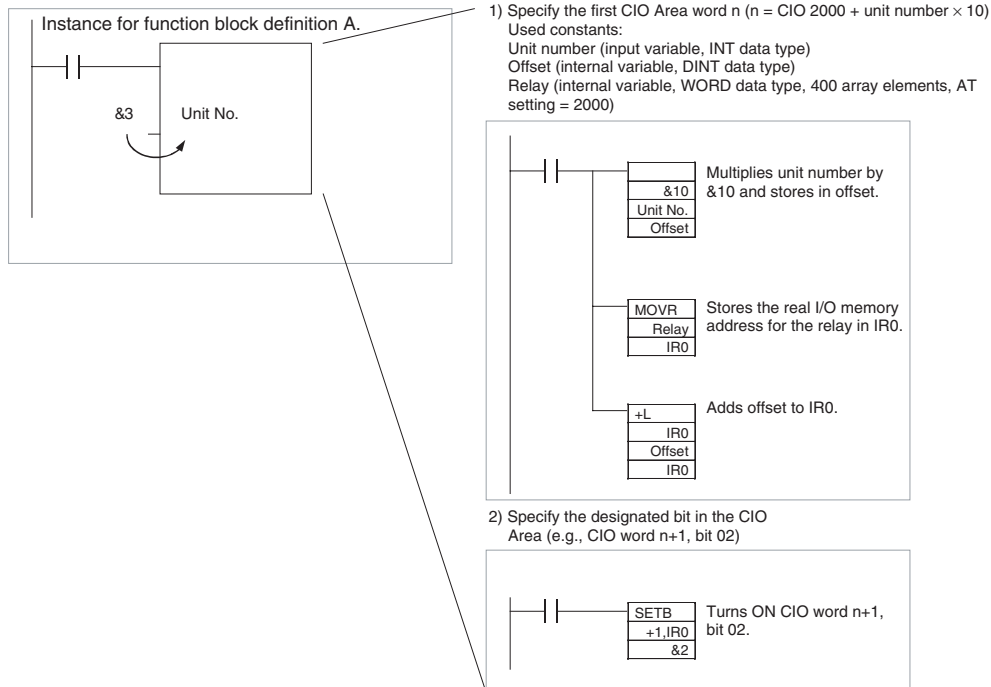 Instance for function block definition A.
&3
Unit No.
1) Specify the first CIO Area word n (n = CIO 2000 + unit number × 10)
Used constants:
Unit number (input variable, INT data type)
Offset (internal variable, DINT data type)
Relay (internal variable, WORD data type, 400 array elements, AT
setting = 2000)
&10
Unit No.
Offset
Multiplies unit number by
&10 and stores in offset.
MOVR
Relay
IR0
Stores the real I/O memory
address for the relay in IR0.
+L
IR0
Offset
IR0
Adds offset to IR0.
2) Specify the designated bit in the CIO
Area (e.g., CIO word n+1, bit 02)
SETB
+1,IR0
&2
Turns ON CIO word n+1,
bit 02.